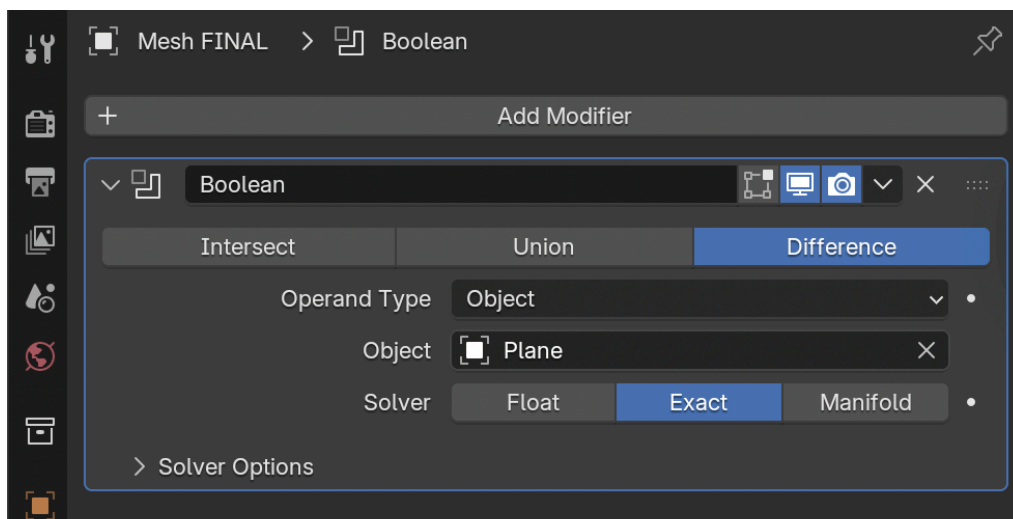 Mesh FINAL > Boolean
Add Modifier
Boolean
Intersect Union Difference
Operand Type Object
Object Plane
Solver Float Exact Manifold
Solver Options